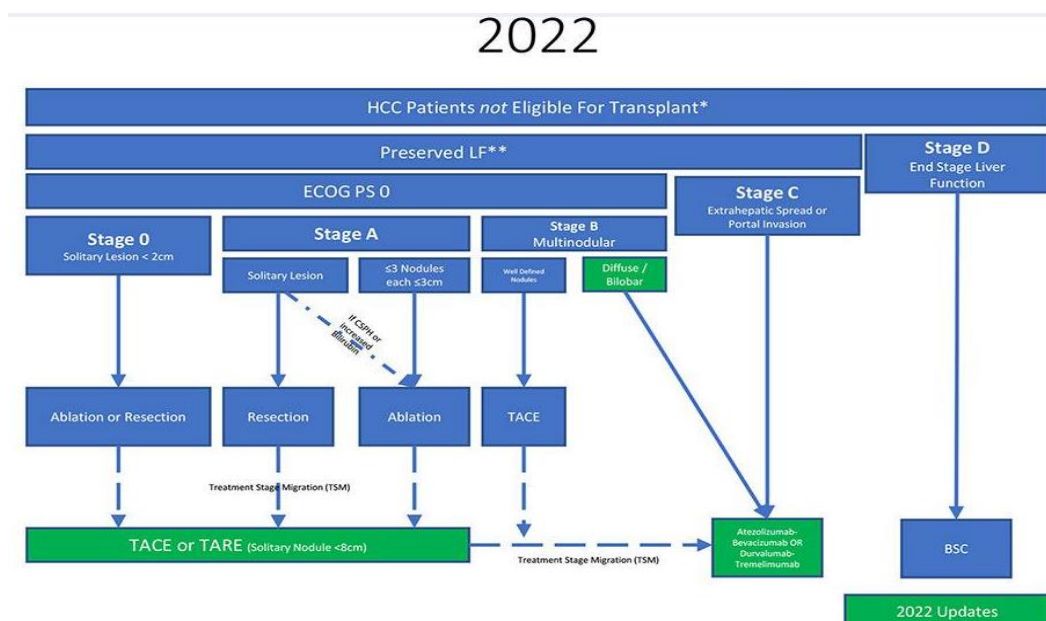 2022
HCC Patients not Eligible For Transplant*
Preserved LF**
Stage D
End Stage Liver
Function
ECOG PS 0
Stage C
Extrahepatic Spread or
Portal Invasion
Stage 0
Solitary Lesion < 2cm
Stage A
Stage B
Multinodular
Solitary Lesion
≤3 Nodules
each ≤3cm
Well Defined
Nodules
Diffuse /
Bilobar
If CSPH or
increased
Bilirubin
Ablation or Resection
Resection
Ablation
TACE
Treatment Stage Migration (TSM)
TACE or TARE (Solitary Nodule <8cm)
Treatment Stage Migration (TSM)
Atezolizumab-
Bevacizumab OR
Durvalumab-
Tremelimumab
BSC
2022 Updates